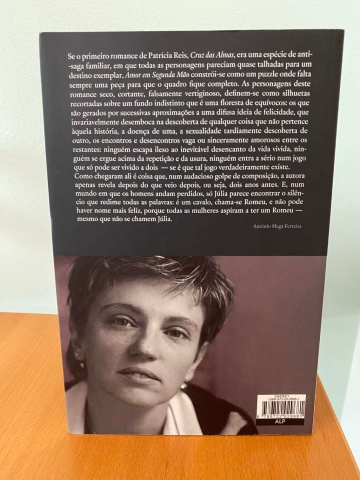 Se o primeiro romance de Patrícia Reis, Cruz das Almas, era uma espécie de anti-
saga familiar, em que todas as personagens pareciam quase talhadas para um
destino exemplar, Amor em Segunda Mão constrói-se como um puzzle onde falta
sempre uma peça para que o quadro fique completo. As personagens deste
romance seco, cortante, falsamente vertiginoso, definem-se como silhuetas
recortadas sobre um fundo indistinto que é uma floresta de equívocos: os que
são gerados por sucessivas aproximações a uma difusa ideia de felicidade, que
invariavelmente desemboca na descoberta de qualquer coisa que não pertence
àquela história, a doença de uma, a sexualidade tardiamente descoberta de
outro, os encontros e desencontros vaga ou sinceramente amorosos entre os
restantes: ninguém escapa ileso ao inevitável desencanto da vida vivida, nin-
guém se ergue acima da repetição e da usura, ninguém entra a sério num jogo
que só pode ser vivido a dois — se é que tal jogo verdadeiramente existe.
Como chegaram ali é coisa que, num audacioso golpe de composição, a autora
apenas revela depois do que veio depois, ou seja, dois anos antes. E, num
mundo em que os homens andam perdidos, só Júlia parece encontrar o silên-
cio que redime todas as palavras: é um cavalo, chama-se Romeu, e não pode
haver nome mais feliz, porque todas as mulheres aspiram a ter um Romeu —
mesmo que não se chamem Júlia.
António Mega Ferreira
ALP